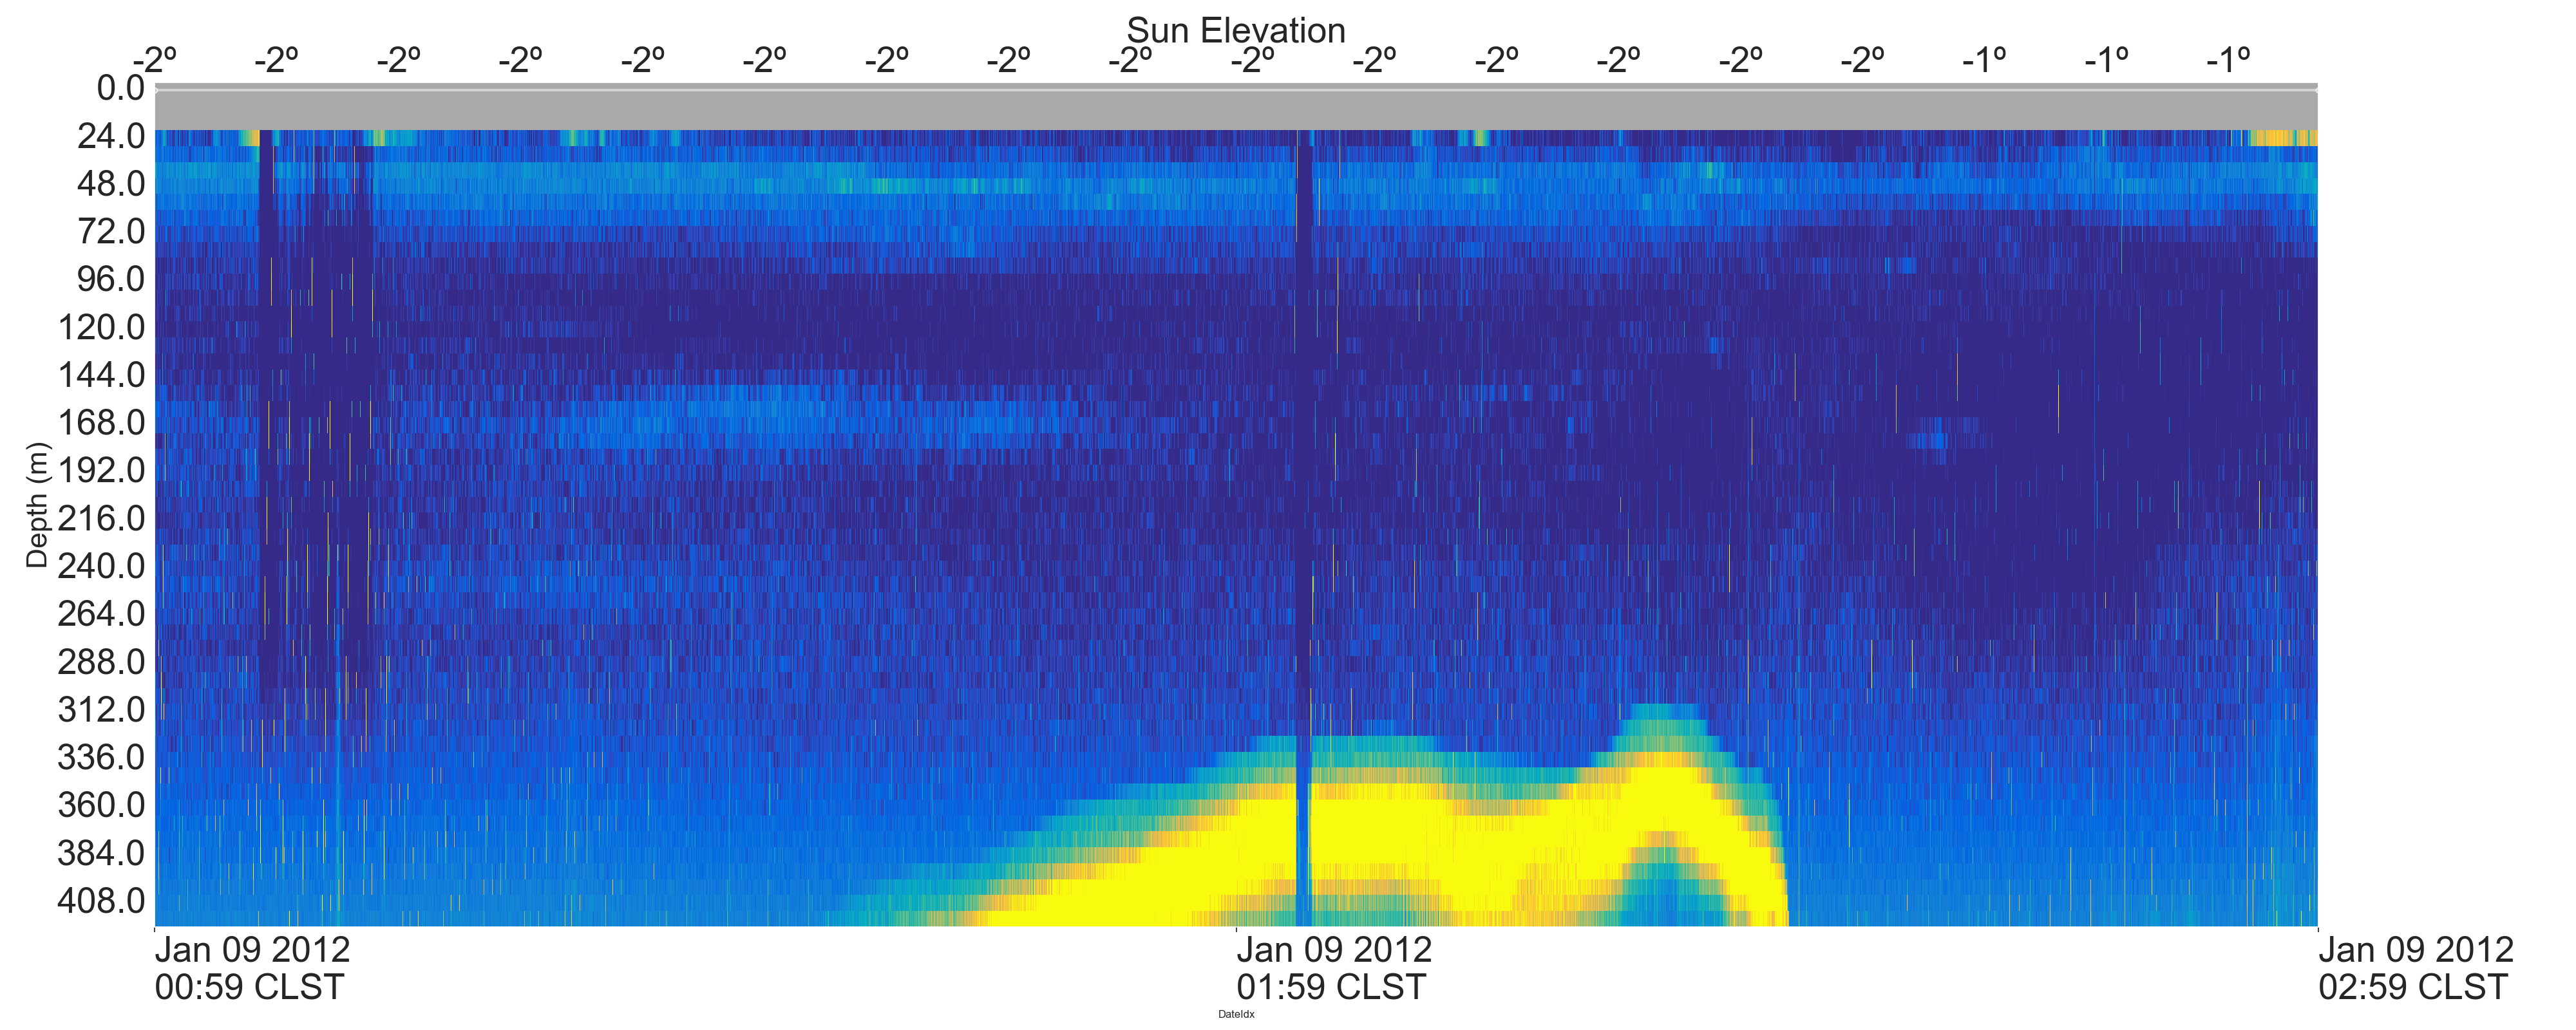 Sun Elevation
-2º -2º -2º -2º -2º -2º -2º -2º -2º -2º -2º -2º -2º -2º -2º -1º -1º -1º
0.0
24.0
48.0
72.0
96.0
120.0
144.0
168.0
192.0
216.0
240.0
264.0
288.0
312.0
336.0
360.0
384.0
408.0
Depth (m)
Jan 09 2012
00:59 CLST
Jan 09 2012
01:59 CLST
Jan 09 2012
02:59 CLST
DateIdx